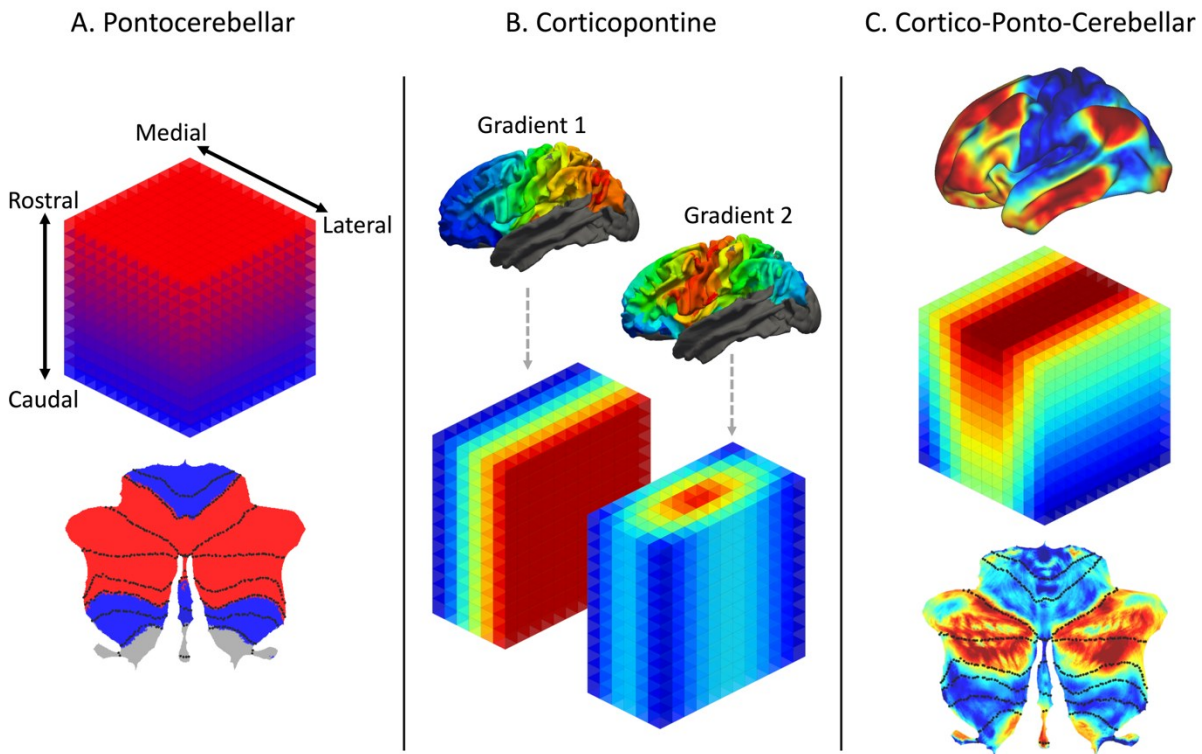 A. Pontocerebellar
B. Corticopontine
C. Cortico-Ponto-Cerebellar
Medial
Rostral
Lateral
Caudal
Gradient 1
Gradient 2